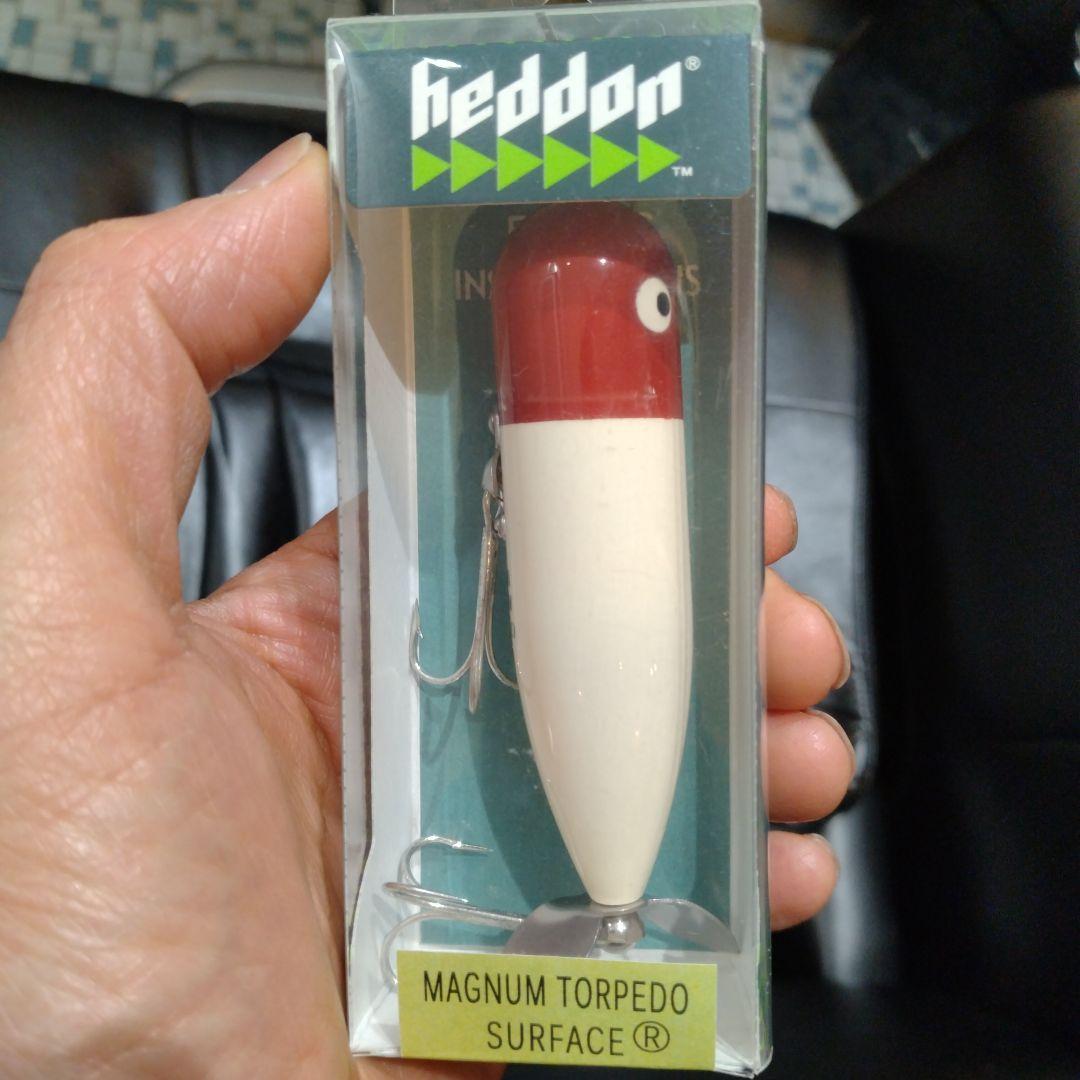 heddon®
™
MAGNUM TORPEDO
SURFACE®